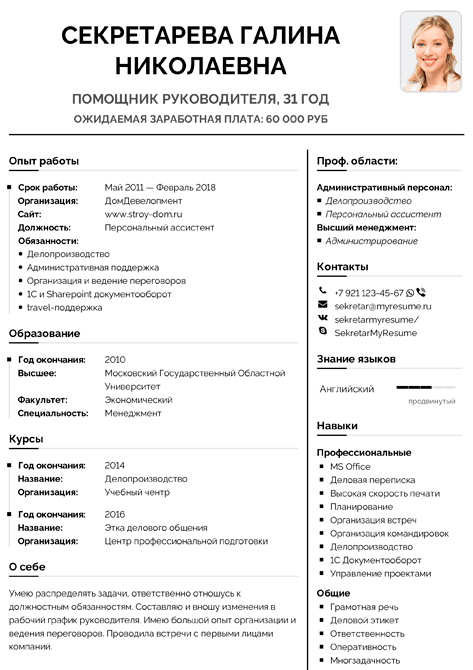 СЕКРЕТАРЕВА ГАЛИНА
НИКОЛАЕВНА
ПОМОЩНИК РУКОВОДИТЕЛЯ, 31 ГОД
ОЖИДАЕМАЯ ЗАРАБОТНАЯ ПЛАТА: 60 000 РУБ
Опыт работы
Срок работы: Май 2011 — Февраль 2018
Организация: ДомДевелопмент
Сайт: www.stroy-dom.ru
Должность: Персональный ассистент
Обязанности:
Делопроизводство
Административная поддержка
Организация и ведение переговоров
1С и Sharepoint документооборот
travel-поддержка
Образование
Год окончания: 2010
Высшее: Московский Государственный Областной
Университет
Факультет: Экономический
Специальность: Менеджмент
Курсы
Год окончания: 2014
Название: Делопроизводство
Организация: Учебный центр
Год окончания: 2016
Название: Этка делового общения
Организация: Центр профессиональной подготовки
О себе
Умею распределять задачи, ответственно отношусь к
должностным обязанностям. Составляю и вношу изменения в
рабочий график руководителя. Имею большой опыт организации и
ведения переговоров. Проводила встречи с первыми лицами
компаний.
Проф. области:
Административный персонал:
Делопроизводство
Персональный ассистент
Высший менеджмент:
Администрирование
Контакты
+7 921 123-45-67
sekretar@myresume.ru
sekretarmyresume/
SekretarMyResume
Знание языков
Английский
продвинутый
Навыки
Профессиональные
MS Office
Деловая переписка
Высокая скорость печати
Планирование
Организация встреч
Организация командировок
Делопроизводство
1С Документооборот
Управление проектами
Общие
Грамотная речь
Деловой этикет
Ответственность
Оперативность
Многозадачность